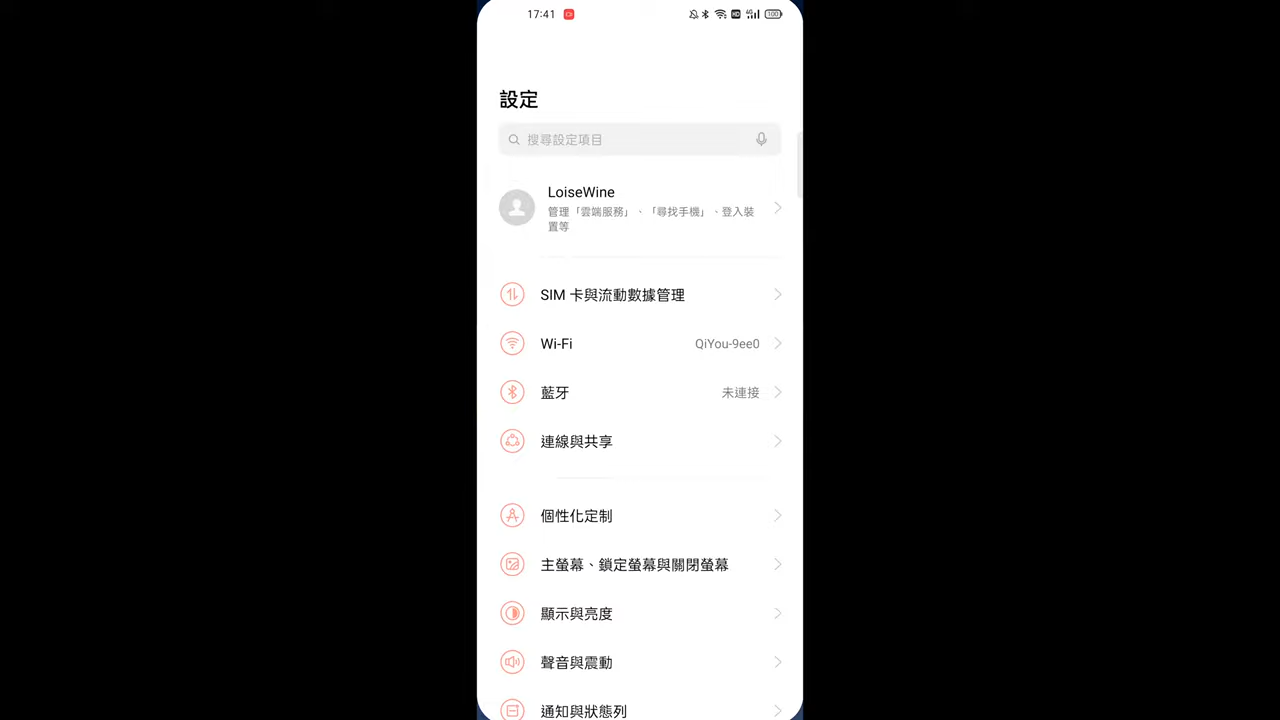 17:41
HD 4G 100
設定
搜尋設定項目
LoiseWine
管理「雲端服務」、「尋找手機」、登入裝
置等
SIM 卡與流動數據管理
Wi-Fi QiYou-9ee0
藍牙 未連接
連線與共享
個性化定制
主螢幕、鎖定螢幕與關閉螢幕
顯示與亮度
聲音與震動
通知與狀態列